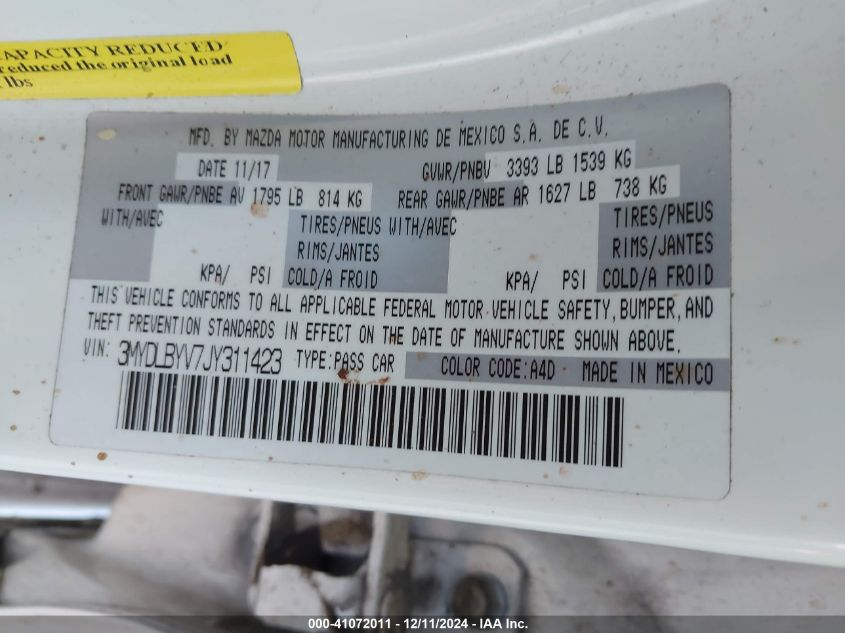 CAPACITY REDUCED
reduced the original load
lbs
MFD. BY MAZDA MOTOR MANUFACTURING DE MEXICO S.A. DE C.V.
DATE 11/17 GVWR/PNBV 3393 LB 1539 KG
FRONT GAWR/PNBE AV 1795 LB 814 KG REAR GAWR/PNBE AR 1627 LB 738 KG
WITH/AVEC TIRES/PNEUS WITH/AVEC TIRES/PNEUS
RIMS/JANTES RIMS/JANTES
KPA/ PSI COLD/A FROID KPA/ PSI COLD/A FROID
THIS VEHICLE CONFORMS TO ALL APPLICABLE FEDERAL MOTOR VEHICLE SAFETY, BUMPER, AND
THEFT PREVENTION STANDARDS IN EFFECT ON THE DATE OF MANUFACTURE SHOWN ABOVE.
VIN: 3MYDLBYV7JY311423 TYPE:PASS CAR COLOR CODE:A4D MADE IN MEXICO
000-41072011 - 12/11/2024 - IAA Inc.